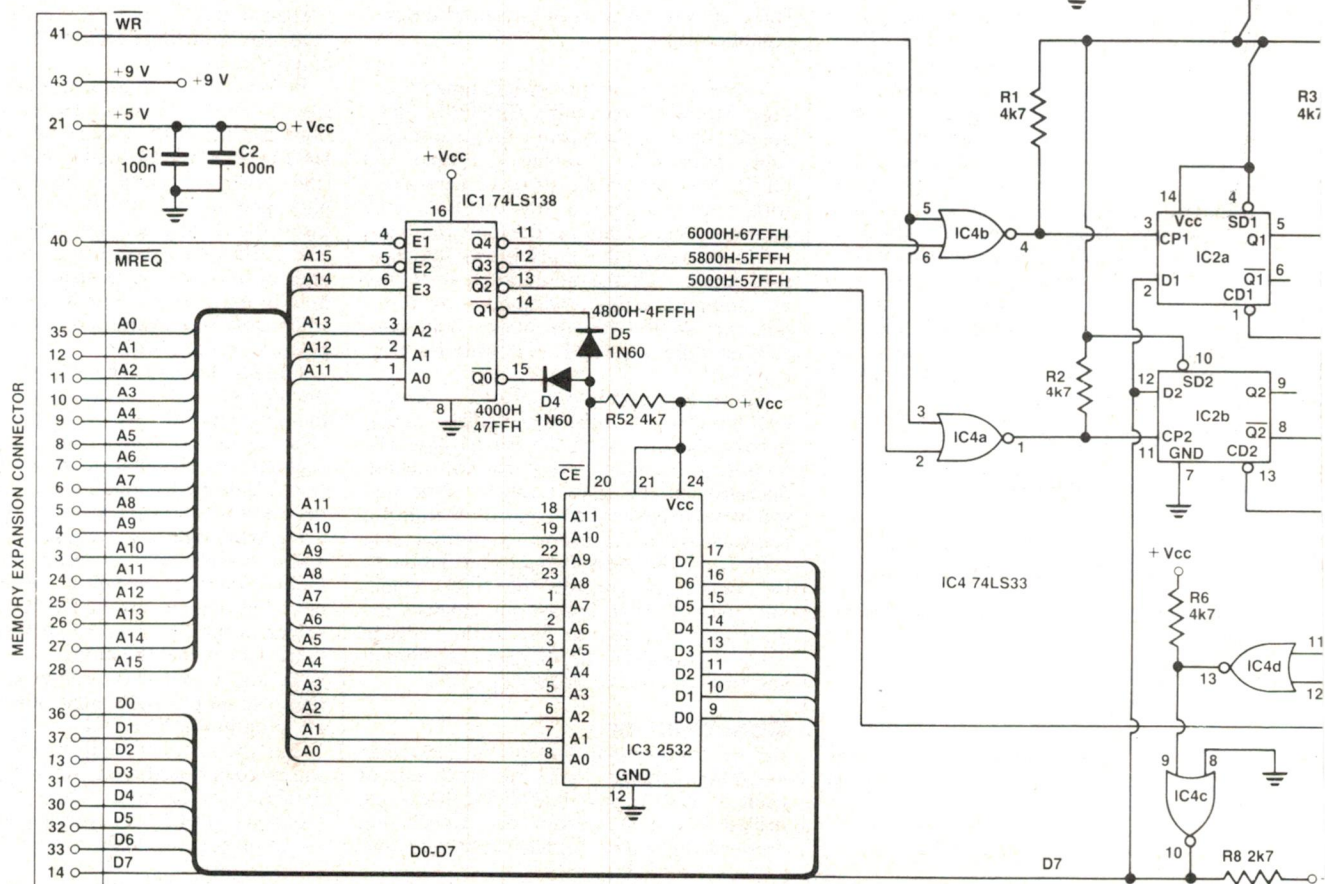 MEMORY EXPANSION CONNECTOR
41 WR
43 +9 V +9 V
21 +5 V + Vcc
C1 100n
C2 100n
40 MREQ
35 A0
12 A1
11 A2
10 A3
9 A4
8 A5
7 A6
6 A7
5 A8
4 A9
3 A10
24 A11
25 A12
26 A13
27 A14
28 A15
36 D0
37 D1
13 D2
31 D3
30 D4
32 D5
33 D6
14 D7
D0-D7
+ Vcc
16
IC1 74LS138
4 E1
A15 5 E2
A14 6 E3
A13 3 A2
A12 2 A1
A11 1 A0
8
Q4 11 6000H-67FFH
Q3 12 5800H-5FFFH
Q2 13 5000H-57FFH
Q1 14 4800H-4FFFH
Q0 15
4000H
47FFH
D5
1N60
D4
1N60
R52 4k7
+ Vcc
CE 20 21 24
Vcc
A11 18 A11
A10 19 A10
A9 22 A9
A8 23 A8
A7 1 A7
A6 2 A6
A5 3 A5
A4 4 A4
A3 5 A3
A2 6 A2
A1 7 A1
A0 8 A0
D7 17
D6 16
D5 15
D4 14
D3 13
D2 11
D1 10
D0 9
IC3 2532
GND
12
5
6
IC4b
4
R1
4k7
R3
4k7
14 4
Vcc SD1
3 CP1 Q1 5
IC2a
2 D1 Q1 6
CD1
1
R2
4k7
10
SD2
12 D2 Q2 9
IC2b
11 CP2 Q2 8
GND CD2
7 13
3
2
IC4a
1
IC4 74LS33
+ Vcc
R6
4k7
11
12
IC4d
13
9 8
IC4c
10
D7
R8 2k7